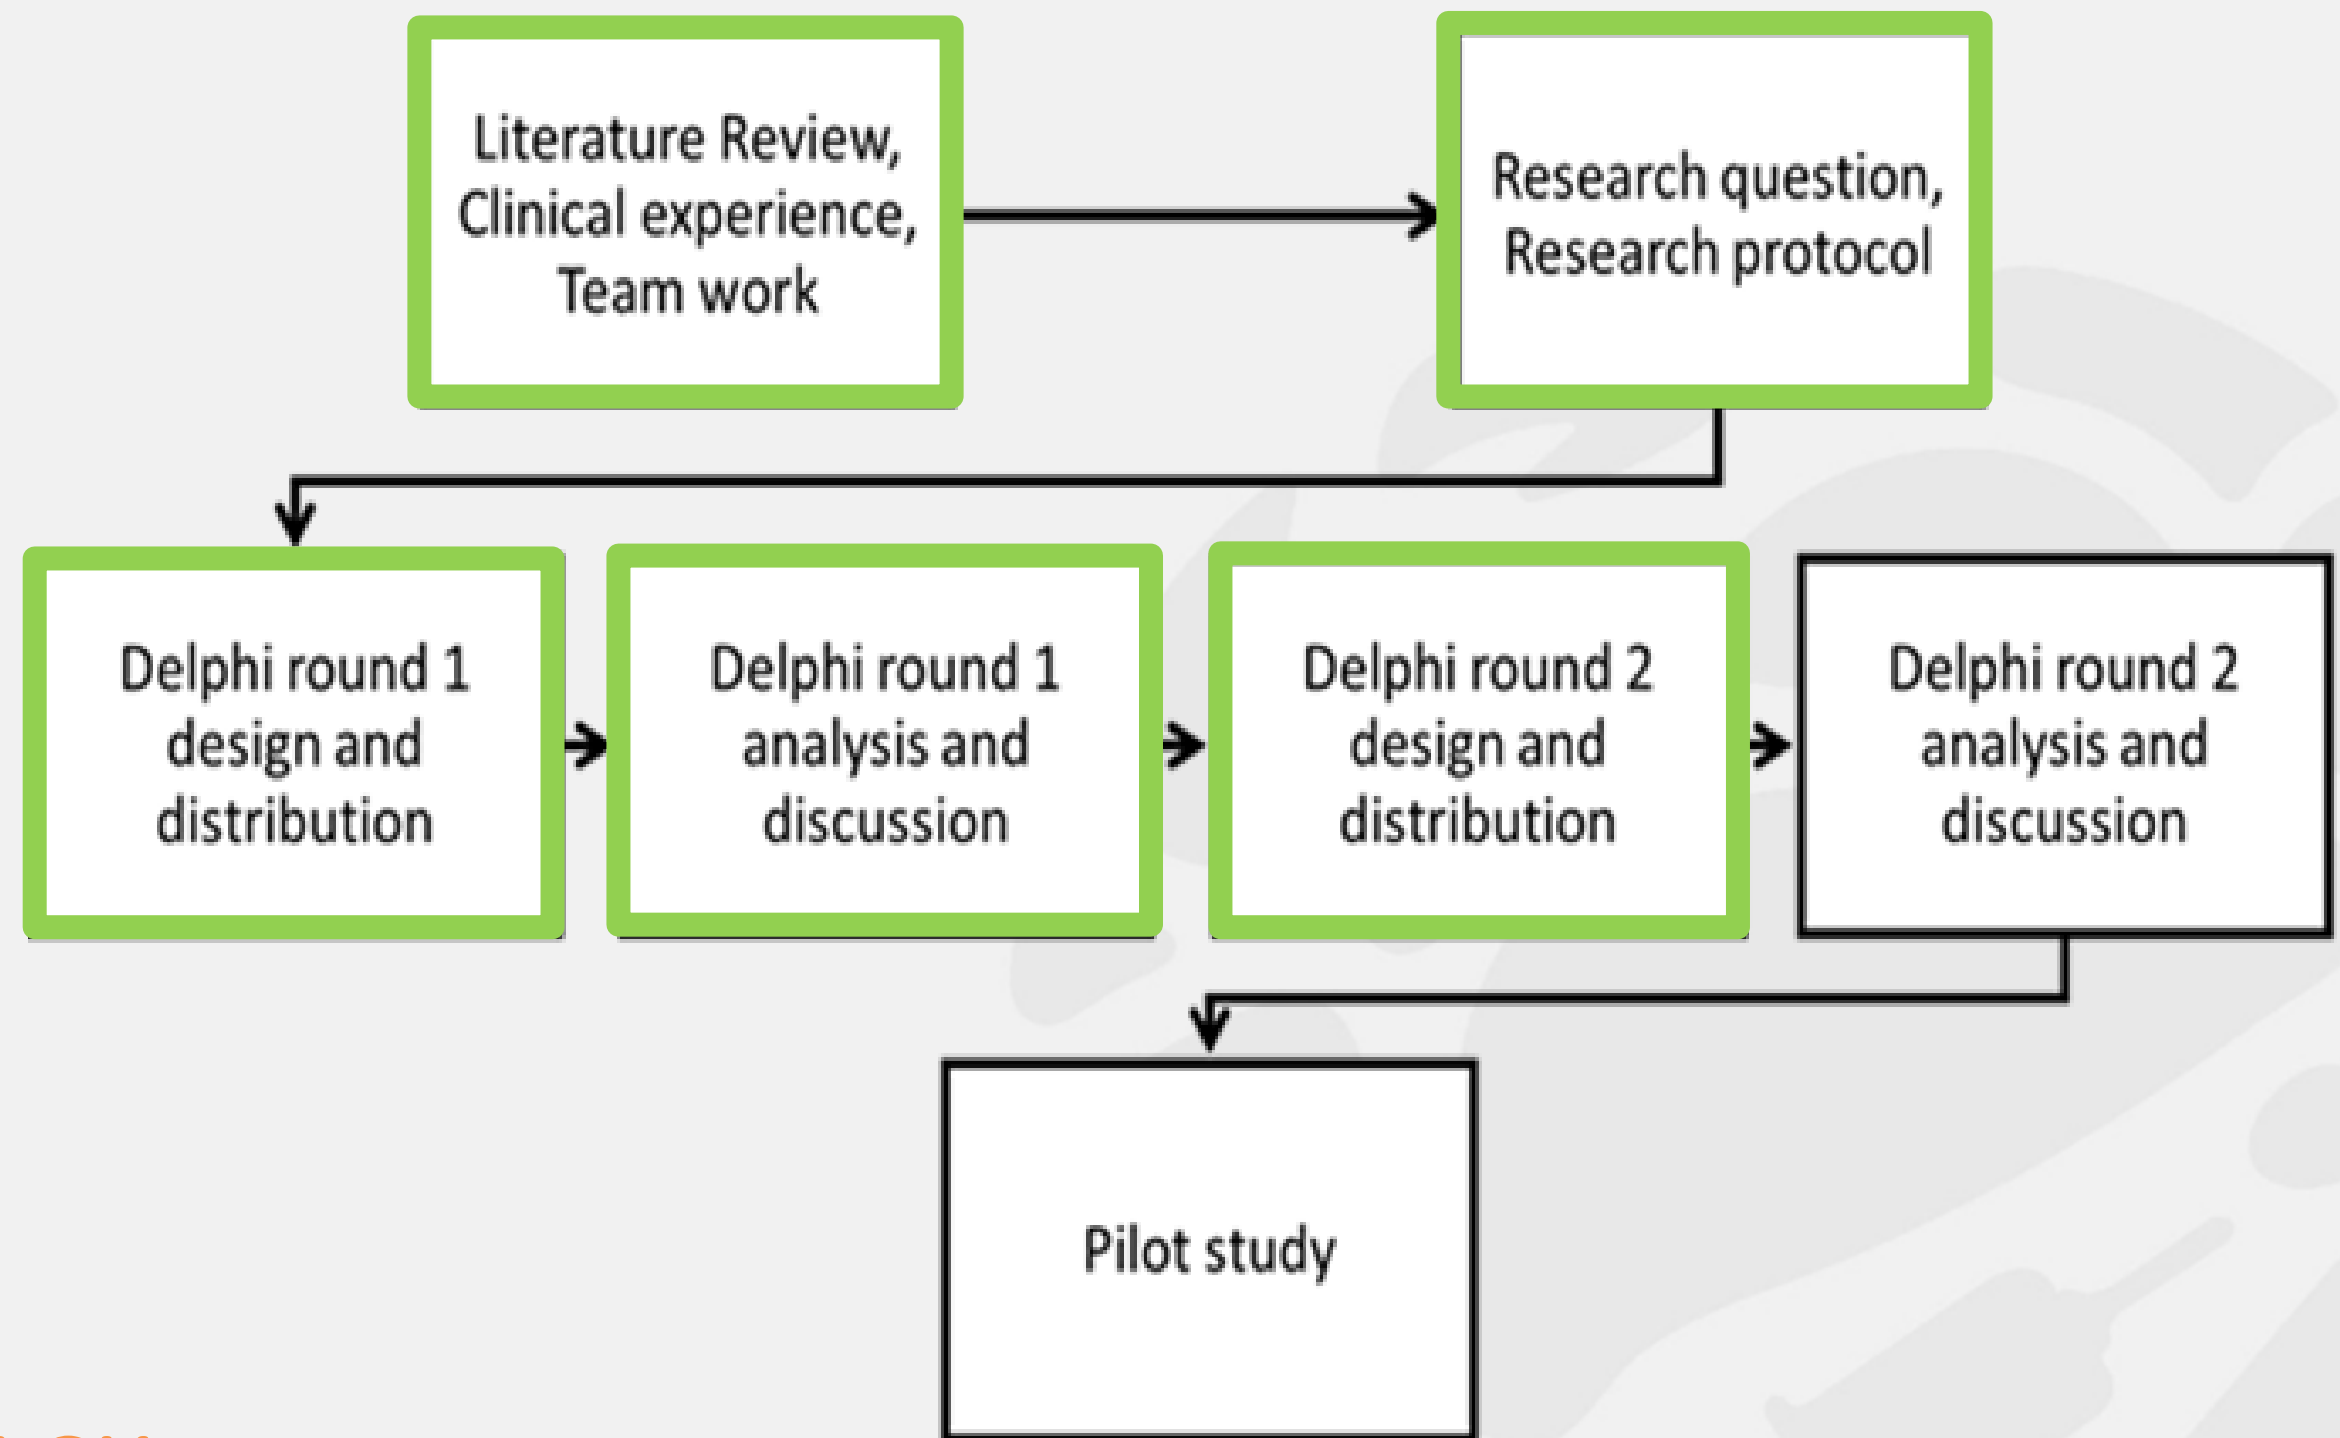 Literature Review,
Clinical experience,
Team work
Research question,
Research protocol
Delphi round 1
design and
distribution
Delphi round 1
analysis and
discussion
Delphi round 2
design and
distribution
Delphi round 2
analysis and
discussion
Pilot study